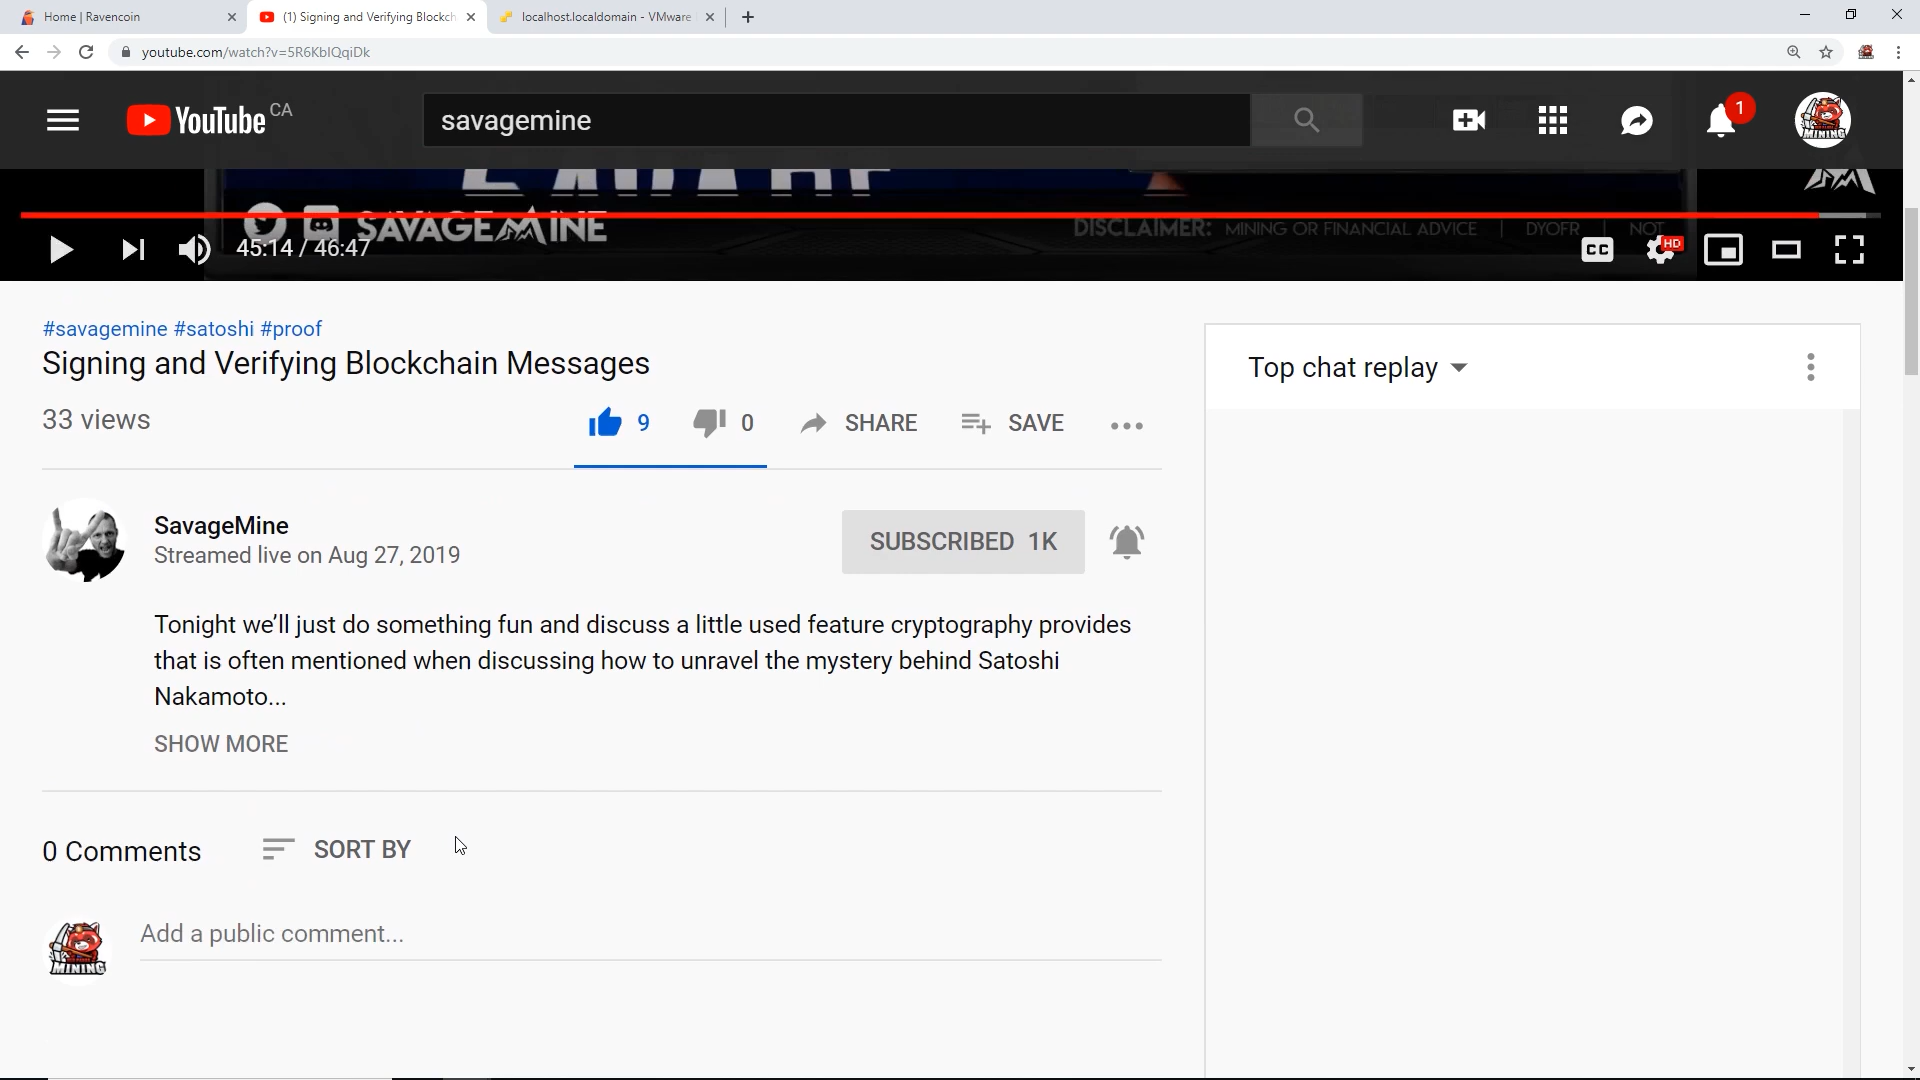 Home | Ravencoin
(1) Signing and Verifying Blockch
localhost.localdomain - VMware
youtube.com/watch?v=5R6KbIQqiDk
YouTube CA
savagemine
1
MINING
SAVAGEMINE
DISCLAIMER: MINING OR FINANCIAL ADVICE | DYOFR | NOT
45:14 / 46:47
CC
HD
#savagemine #satoshi #proof
Signing and Verifying Blockchain Messages
33 views
9
0
SHARE
SAVE
Top chat replay
SavageMine
Streamed live on Aug 27, 2019
SUBSCRIBED 1K
Tonight we’ll just do something fun and discuss a little used feature cryptography provides
that is often mentioned when discussing how to unravel the mystery behind Satoshi
Nakamoto...
SHOW MORE
0 Comments
SORT BY
Add a public comment...
MINING